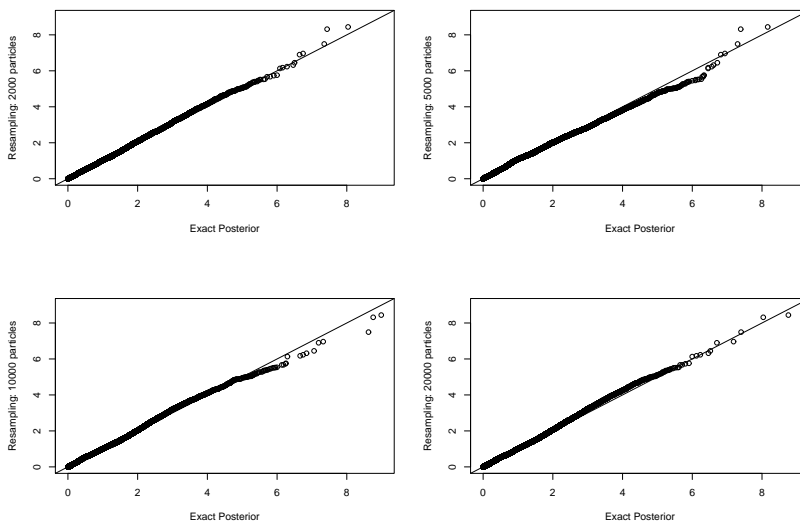 Resampling: 2000 particles
8
6
4
2
0
0 2 4 6 8
Exact Posterior
Resampling: 5000 particles
8
6
4
2
0
0 2 4 6 8
Exact Posterior
Resampling: 10000 particles
8
6
4
2
0
0 2 4 6 8
Exact Posterior
Resampling: 20000 particles
8
6
4
2
0
0 2 4 6 8
Exact Posterior